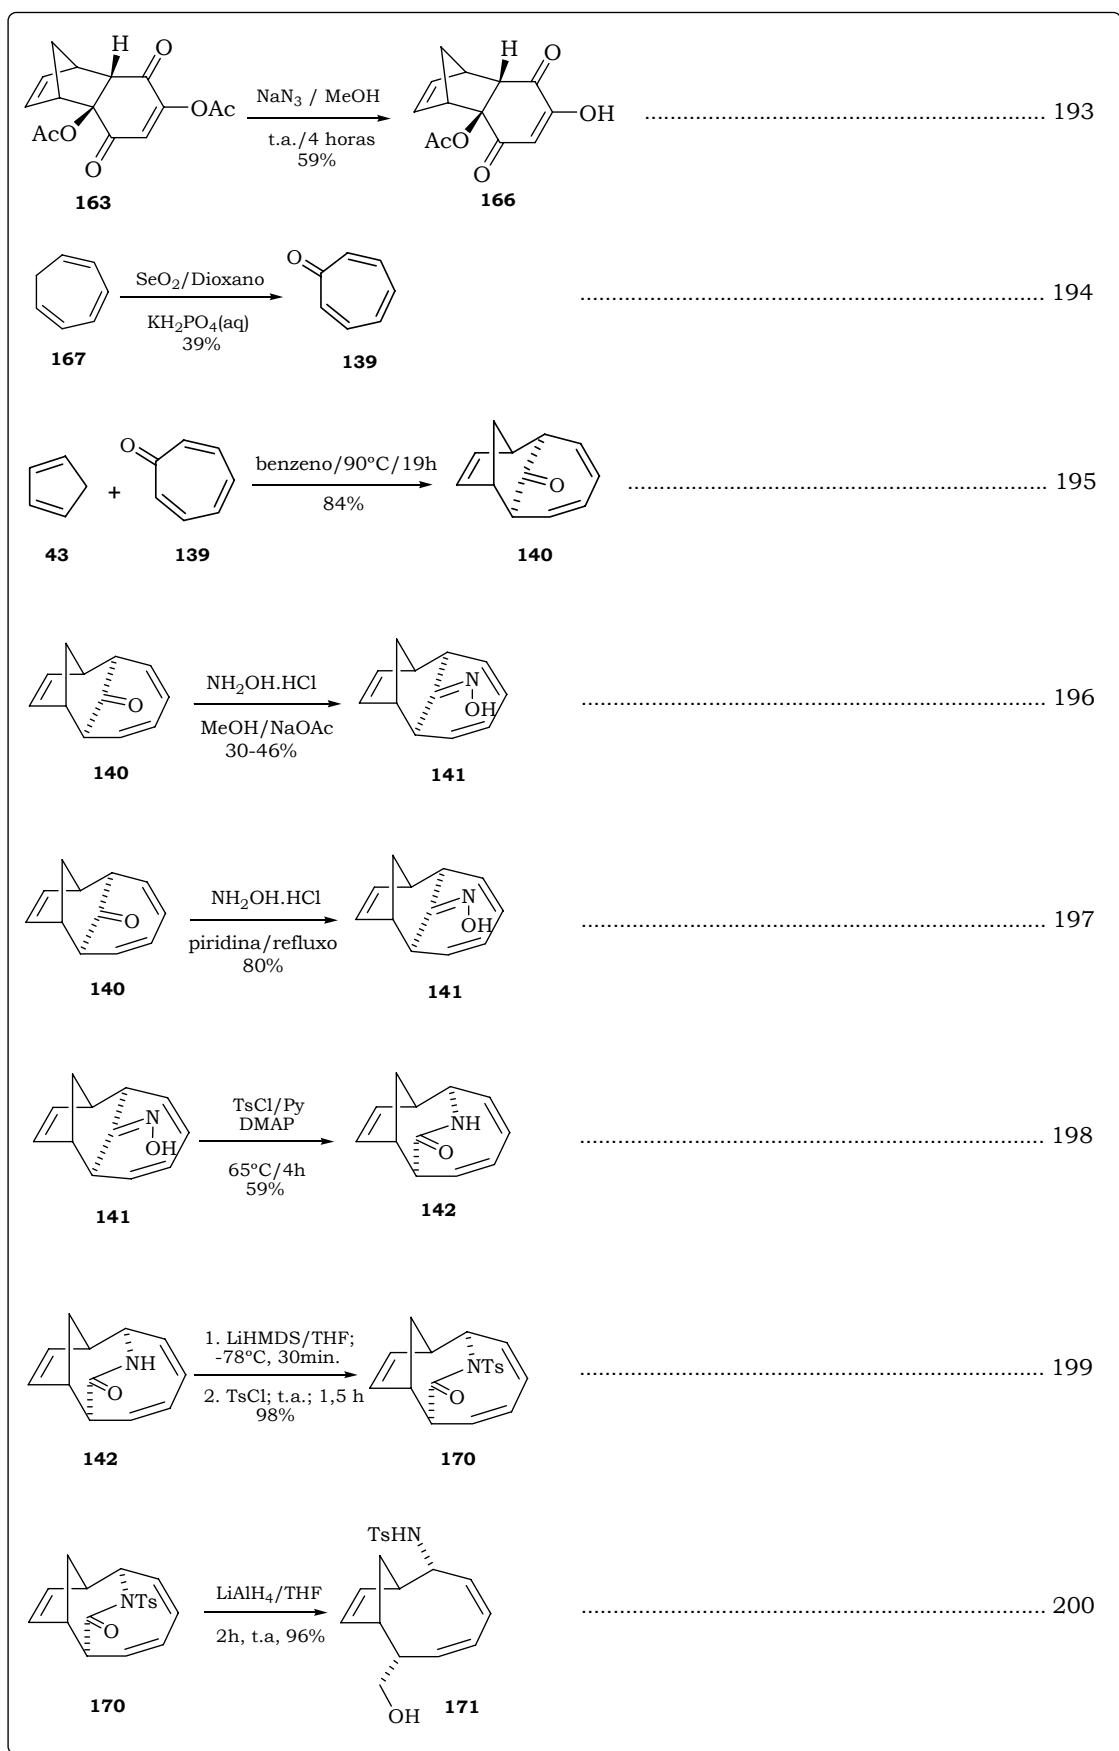 H O O H O
NaN3 / MeOH
OAc OH
AcO t.a./4 horas AcO
59%
O O
163 166
........................................................ 193
O
SeO2/Dioxano
KH2PO4(aq)
39%
167 139
................................................................ 194
O
benzeno/90ºC/19h
+ O
84%
43 139 140
.......................................................... 195
NH2OH.HCl N
O OH
MeOH/NaOAc
30-46%
140 141
................................................................ 196
NH2OH.HCl N
O OH
piridina/refluxo
80%
140 141
................................................................ 197
TsCl/Py
DMAP
N NH
OH O
65ºC/4h
59%
141 142
................................................................ 198
1. LiHMDS/THF;
-78ºC, 30min.
NH NTs
O O
2. TsCl; t.a.; 1,5 h
98%
142 170
................................................................ 199
TsHN
LiAlH4/THF
NTs
O
2h, t.a, 96%
OH
170 171
................................................................ 200